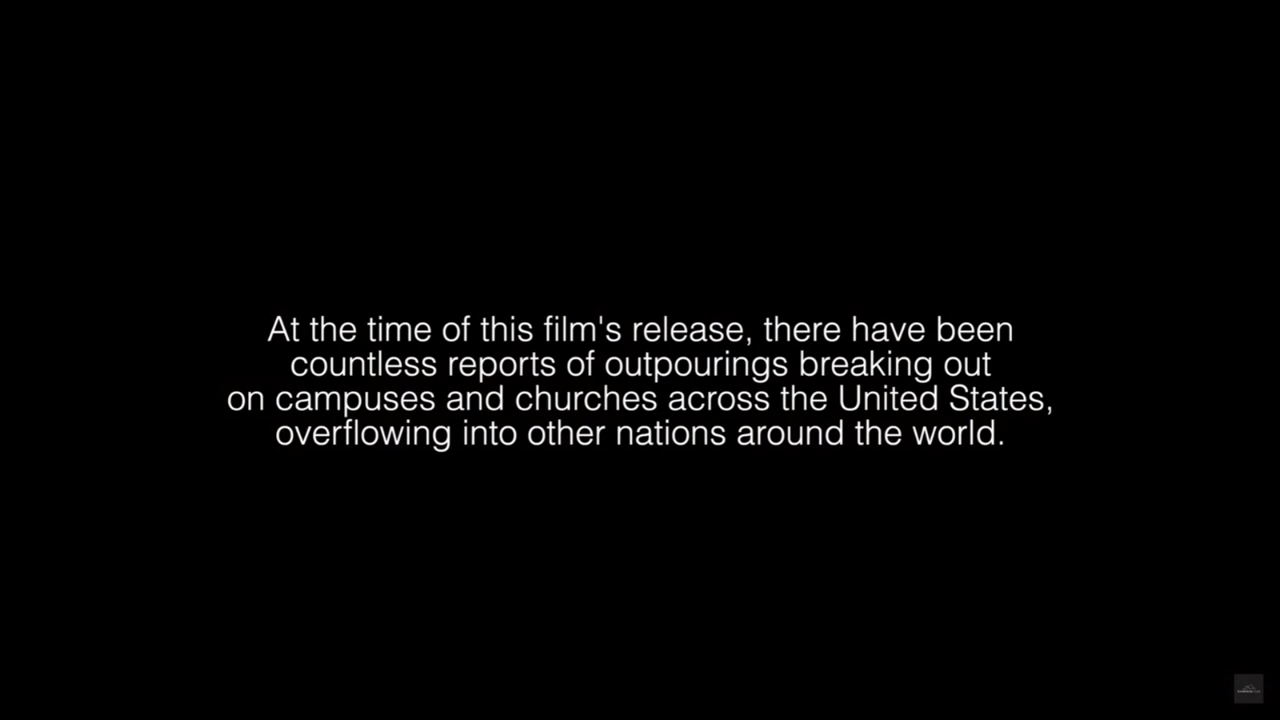 At the time of this film's release, there have been
countless reports of outpourings breaking out
on campuses and churches across the United States,
overflowing into other nations around the world.